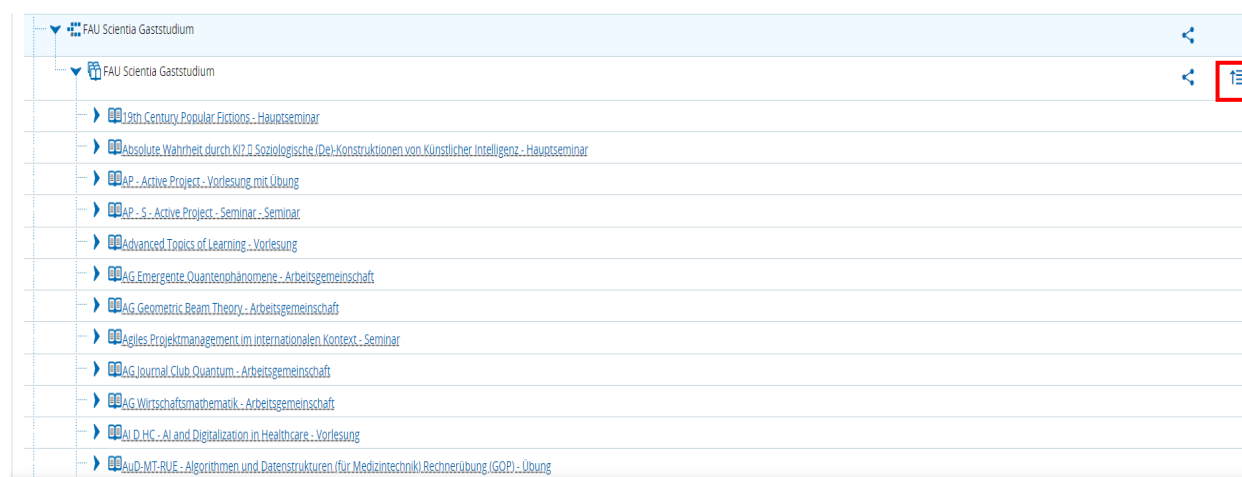 FAU Scientia Gaststudium
FAU Scientia Gaststudium
19th Century Popular Fictions - Hauptseminar
Absolute Wahrheit durch KI? Soziologische (De)-Konstruktionen von Künstlicher Intelligenz - Hauptseminar
AP - Active Project - Vorlesung mit Übung
AP - S - Active Project - Seminar - Seminar
Advanced Topics of Learning - Vorlesung
AG Emergente Quantenphänomene - Arbeitsgemeinschaft
AG Geometric Beam Theory - Arbeitsgemeinschaft
Agiles Projektmanagement im internationalen Kontext - Seminar
AG Journal Club Quantum - Arbeitsgemeinschaft
AG Wirtschaftsmathematik - Arbeitsgemeinschaft
AI D HC - AI and Digitalization in Healthcare - Vorlesung
AuD-MT-RUE - Algorithmen und Datenstrukturen (für Medizintechnik) Rechnerübung (GOP) - Übung